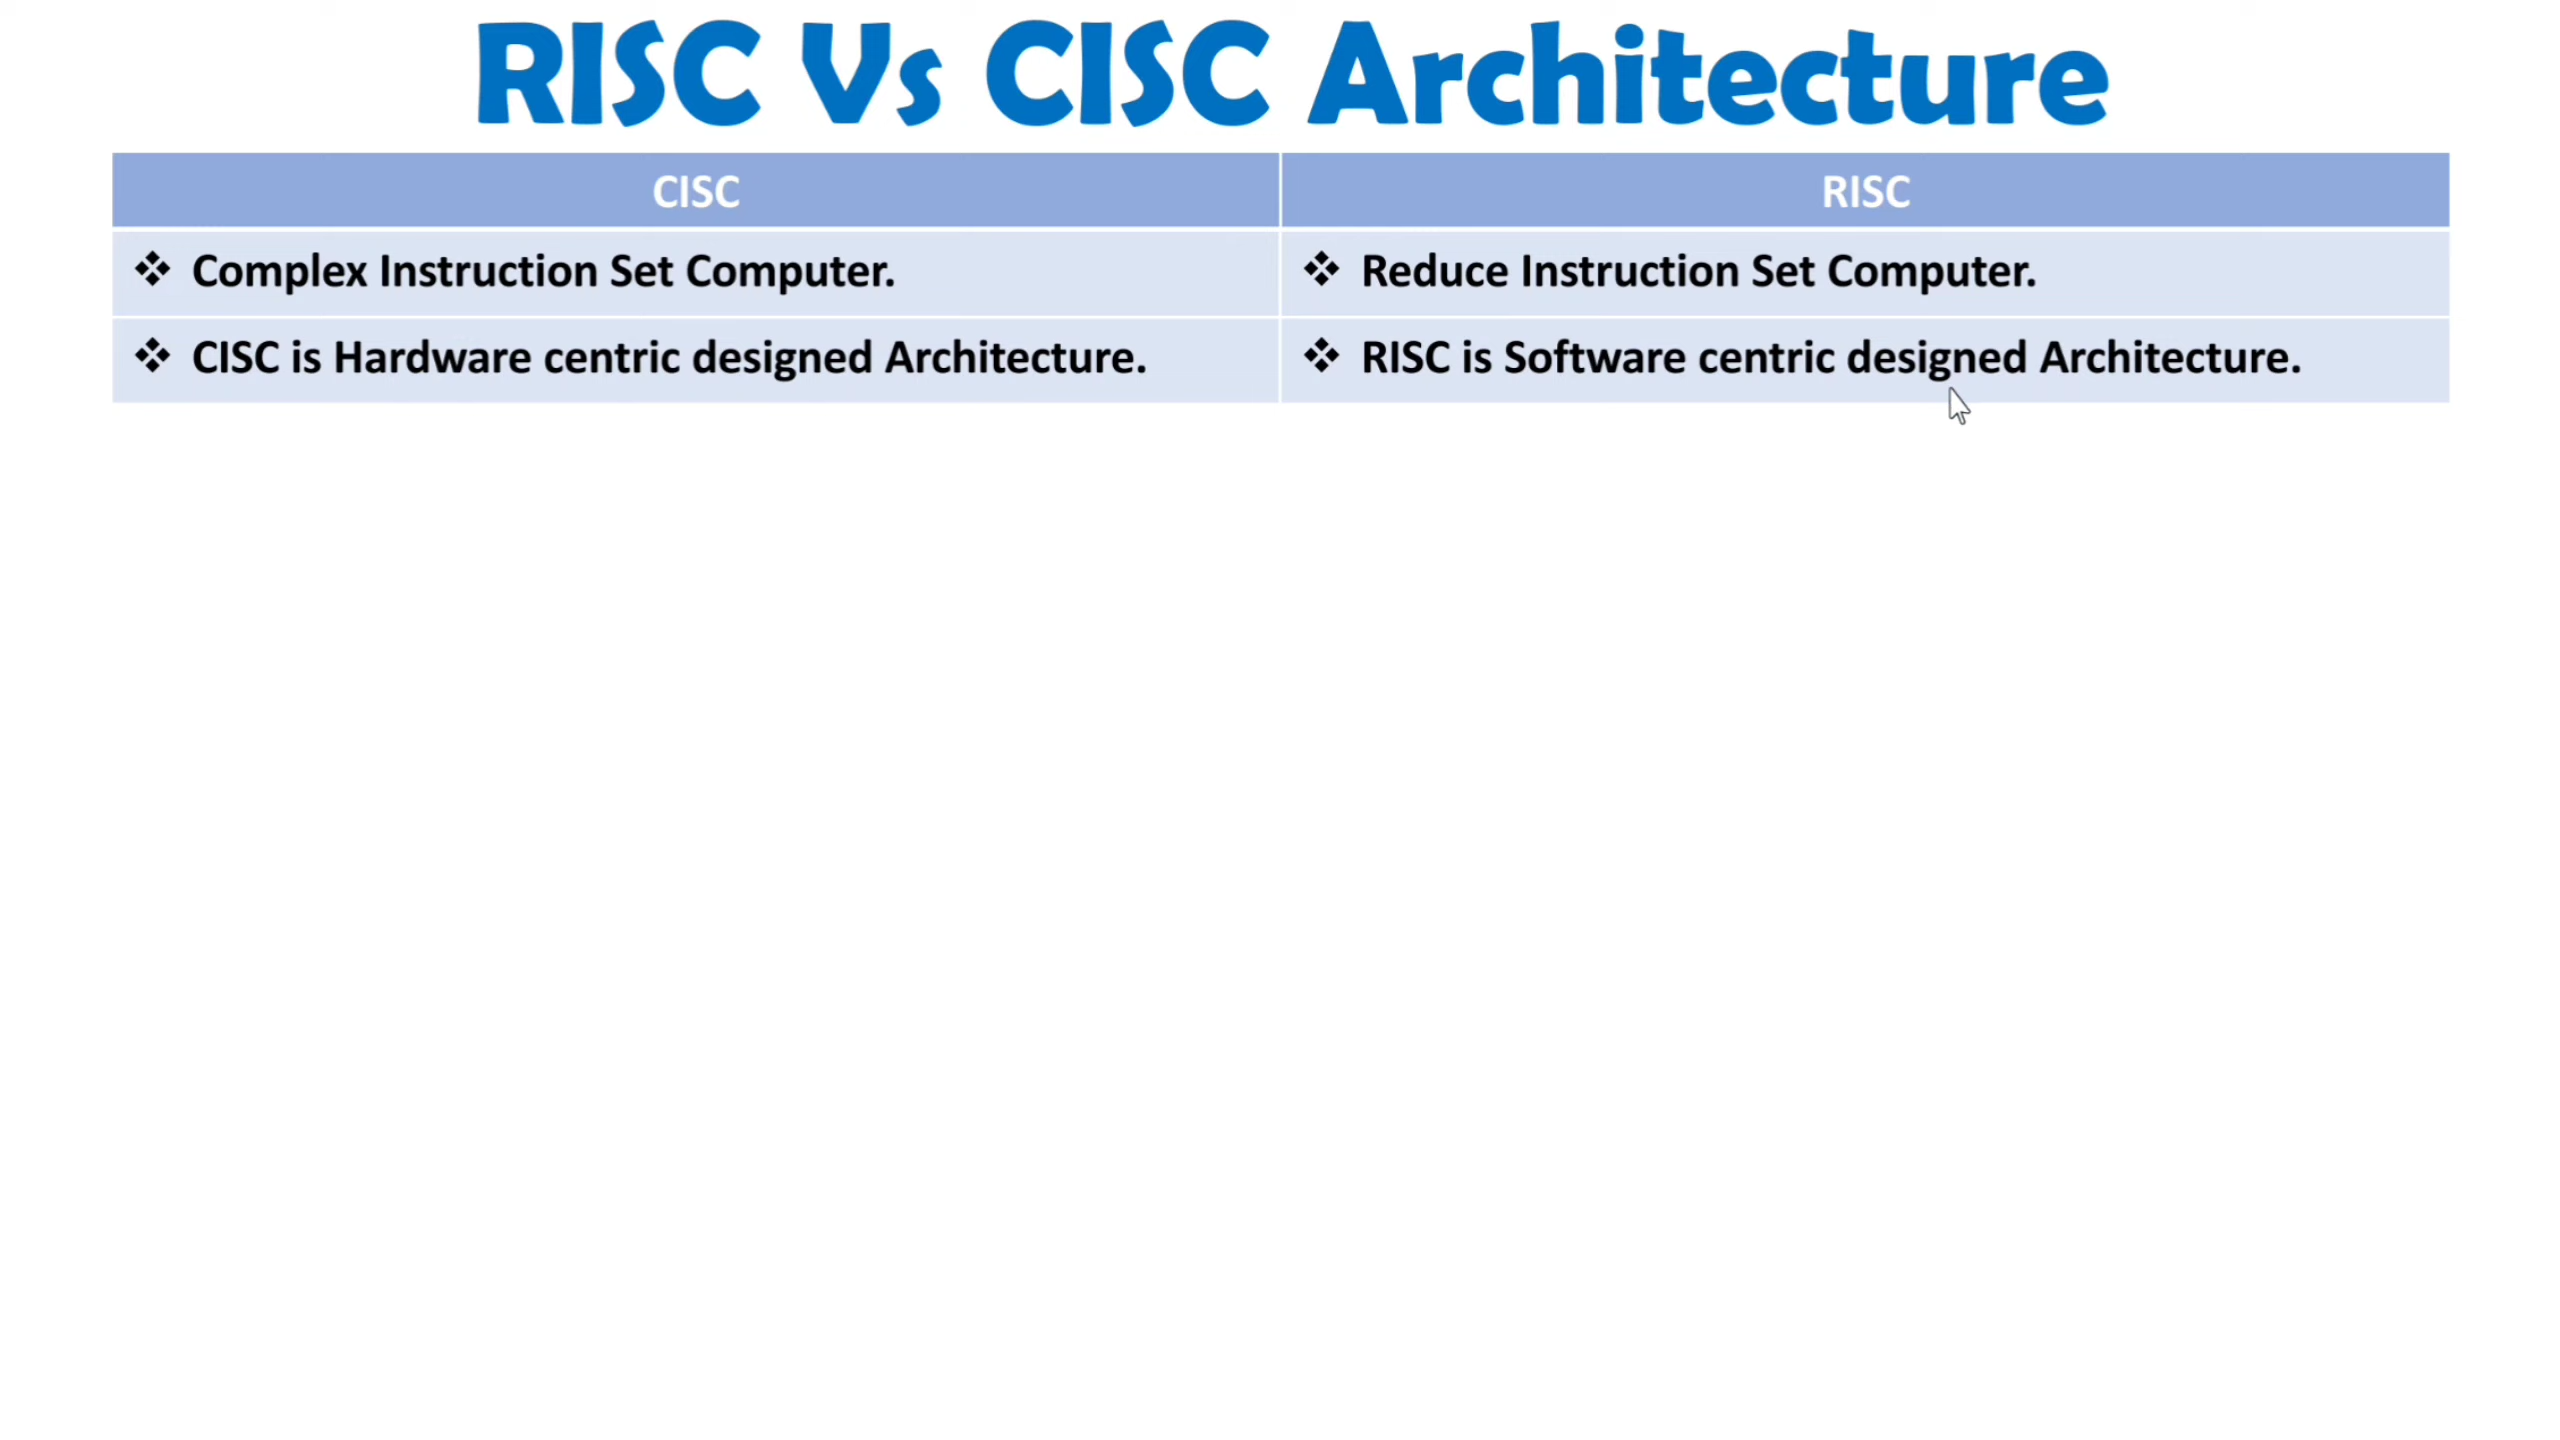 RISC Vs CISC Architecture
CISC
RISC
❖ Complex Instruction Set Computer.
❖ Reduce Instruction Set Computer.
❖ CISC is Hardware centric designed Architecture.
❖ RISC is Software centric designed Architecture.